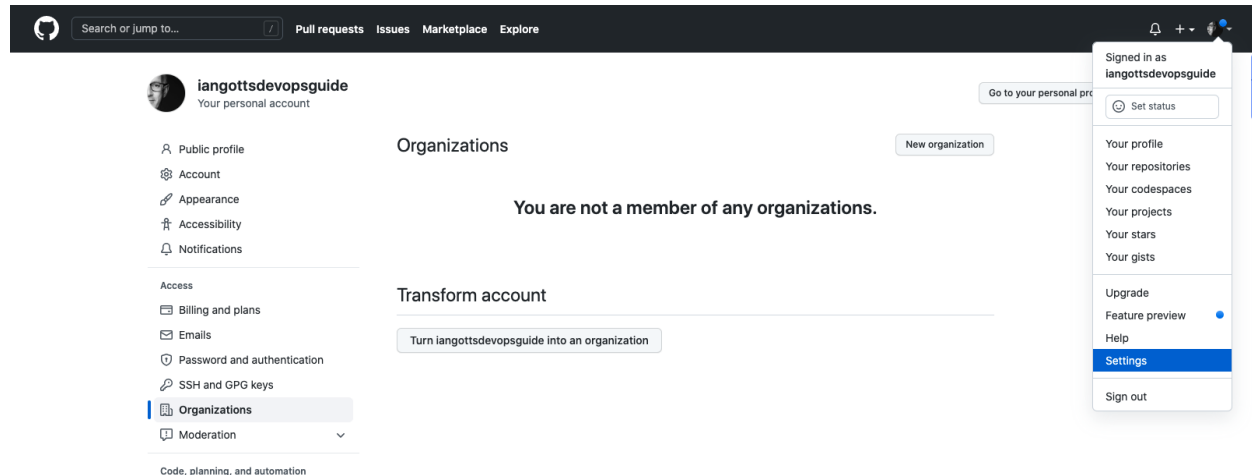 Search or jump to...
/
Pull requests
Issues
Marketplace
Explore
iangottsdevopsguide
Your personal account
Go to your personal pro
Public profile
Account
Appearance
Accessibility
Notifications
Access
Billing and plans
Emails
Password and authentication
SSH and GPG keys
Organizations
Moderation
Code, planning, and automation
Organizations
New organization
You are not a member of any organizations.
Transform account
Turn iangottsdevopsguide into an organization
Signed in as
iangottsdevopsguide
Set status
Your profile
Your repositories
Your codespaces
Your projects
Your stars
Your gists
Upgrade
Feature preview
Help
Settings
Sign out